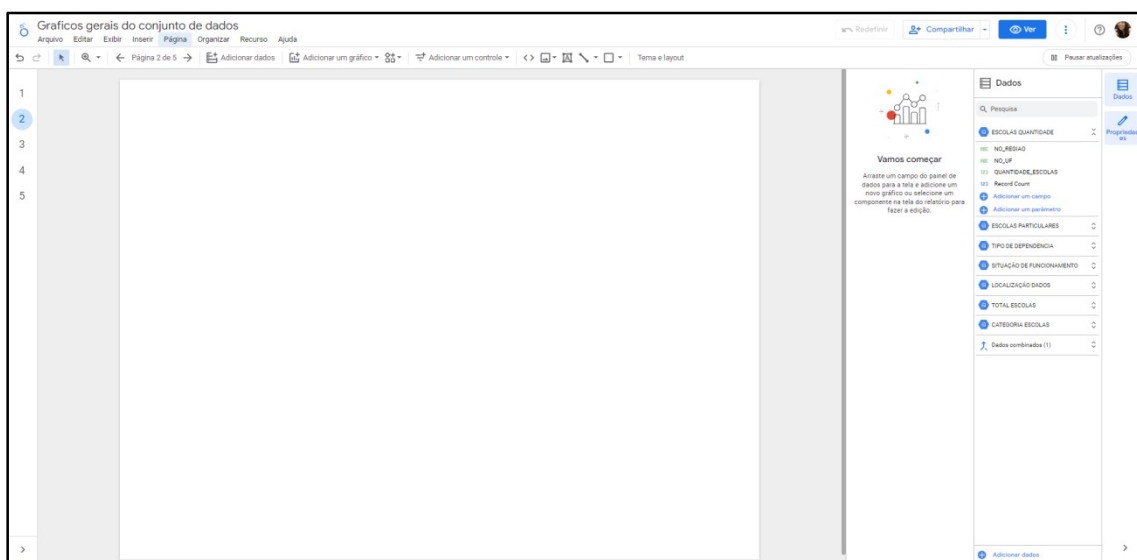 Graficos gerais do conjunto de dados
Arquivo Editar Exibir Inserir Página Organizar Recurso Ajuda
Redefinir
Compartilhar
Ver
Página 2 de 5
Adicionar dados
Adicionar um gráfico
Adicionar um controle
Tema e layout
Pausar atualizações
1
2
3
4
5
Vamos começar
Arraste um campo do painel de
dados para a tela e adicione um
novo gráfico ou selecione um
componente na tela do relatório para
fazer a edição.
Dados
Pesquisa
ESCOLAS QUANTIDADE
NO_REGIAO
NO_UF
123 QUANTIDADE_ESCOLAS
123 Record Count
Adicionar um campo
Adicionar um parâmetro
ESCOLAS PARTICULARES
TIPO DE DEPENDENCIA
SITUAÇÃO DE FUNCIONAMENTO
LOCALIZAÇÃO DADOS
TOTAL ESCOLAS
CATEGORIA ESCOLAS
Dados combinados (1)
Adicionar dados
Dados
Propriedad
es